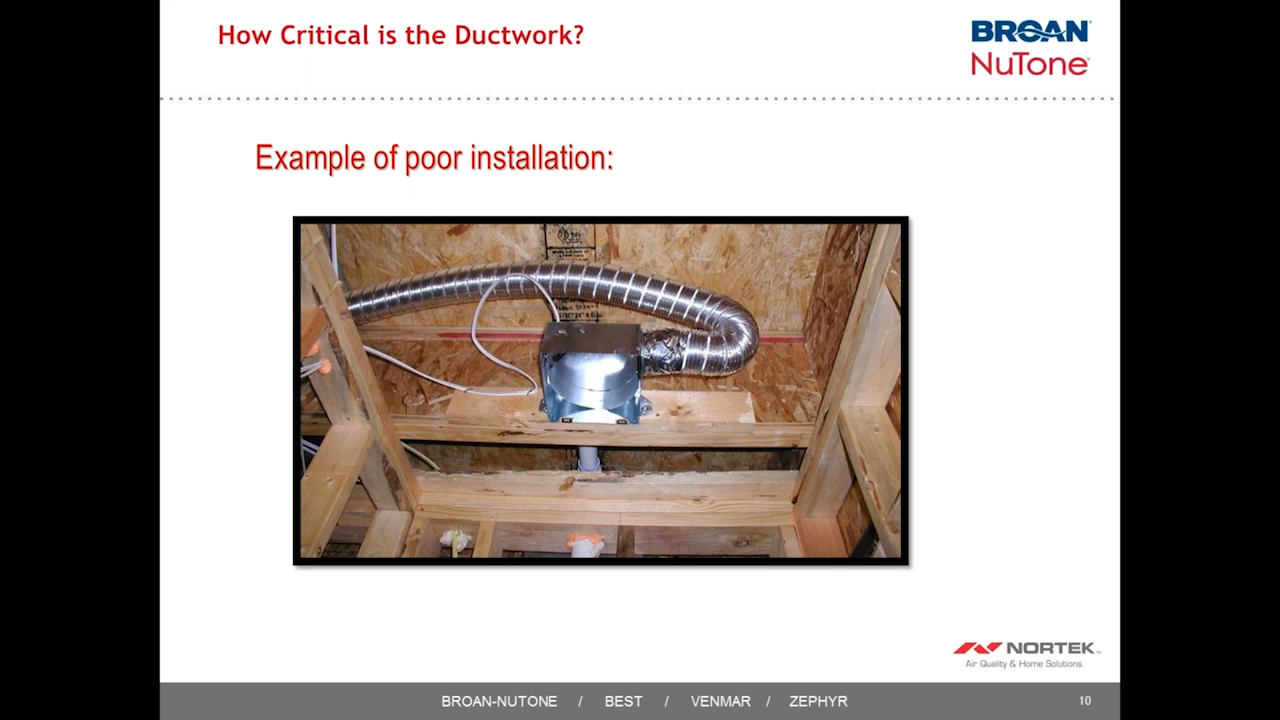 How Critical is the Ductwork?
BROAN
NuTone
Example of poor installation:
NORTEK
Air Quality & Home Solutions
BROAN-NUTONE / BEST / VENMAR / ZEPHYR
10